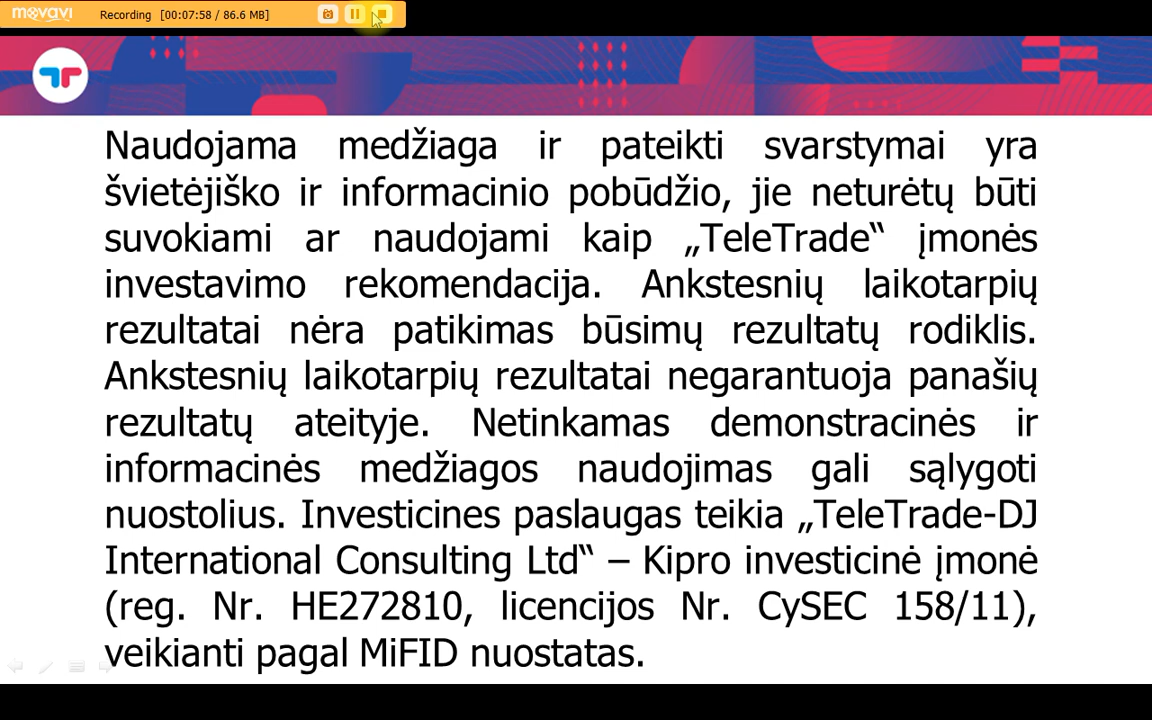 movavi Recording [00:07:58 / 86.6 MB]
Naudojama medžiaga ir pateikti svarstymai yra
švietėjiško ir informacinio pobūdžio, jie neturėtų būti
suvokiami ar naudojami kaip „TeleTrade“ įmonės
investavimo rekomendacija. Ankstesnių laikotarpių
rezultatai nėra patikimas būsimų rezultatų rodiklis.
Ankstesnių laikotarpių rezultatai negarantuoja panašių
rezultatų ateityje. Netinkamas demonstracinės ir
informacinės medžiagos naudojimas gali sąlygoti
nuostolius. Investicines paslaugas teikia „TeleTrade-DJ
International Consulting Ltd“ – Kipro investicinė įmonė
(reg. Nr. HE272810, licencijos Nr. CySEC 158/11),
veikianti pagal MiFID nuostatas.